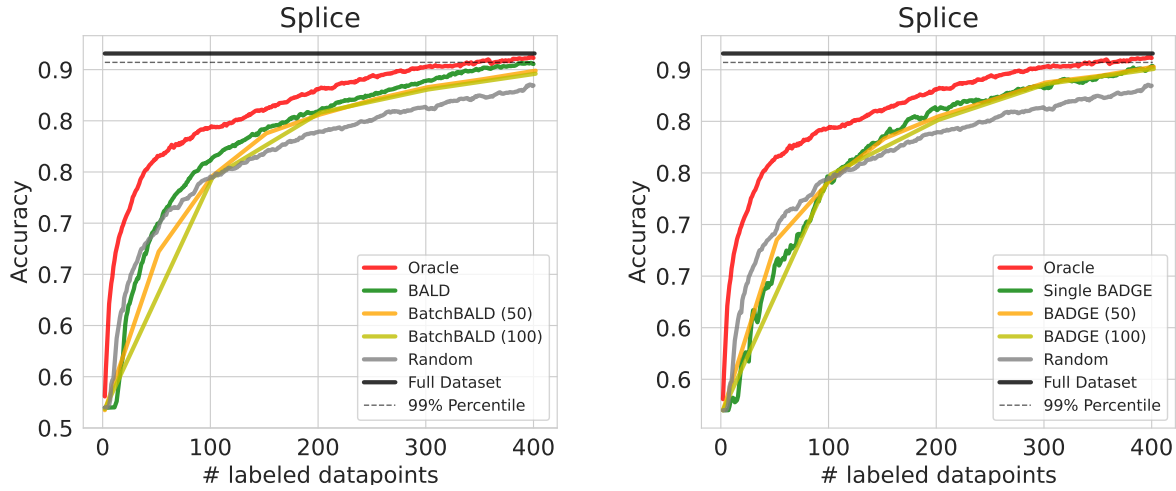 Splice
Accuracy
0.9
0.8
0.8
0.7
0.7
0.6
0.6
0.5
0
100
200
300
400
# labeled datapoints
Oracle
BALD
BatchBALD (50)
BatchBALD (100)
Random
Full Dataset
99% Percentile
Splice
Accuracy
0.9
0.8
0.8
0.7
0.7
0.6
0.6
0
100
200
300
400
# labeled datapoints
Oracle
Single BADGE
BADGE (50)
BADGE (100)
Random
Full Dataset
99% Percentile